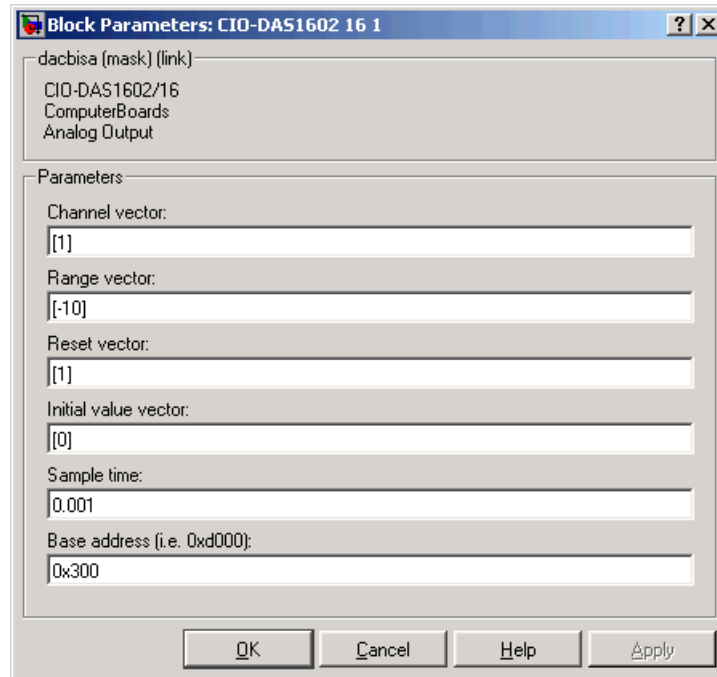 Block Parameters: CIO-DAS1602 16 1
dacbisa (mask) (link)
CIO-DAS1602/16
ComputerBoards
Analog Output
Parameters
Channel vector:
[1]
Range vector:
[-10]
Reset vector:
[1]
Initial value vector:
[0]
Sample time:
0.001
Base address (i.e. 0xd000):
0x300
OK Cancel Help Apply